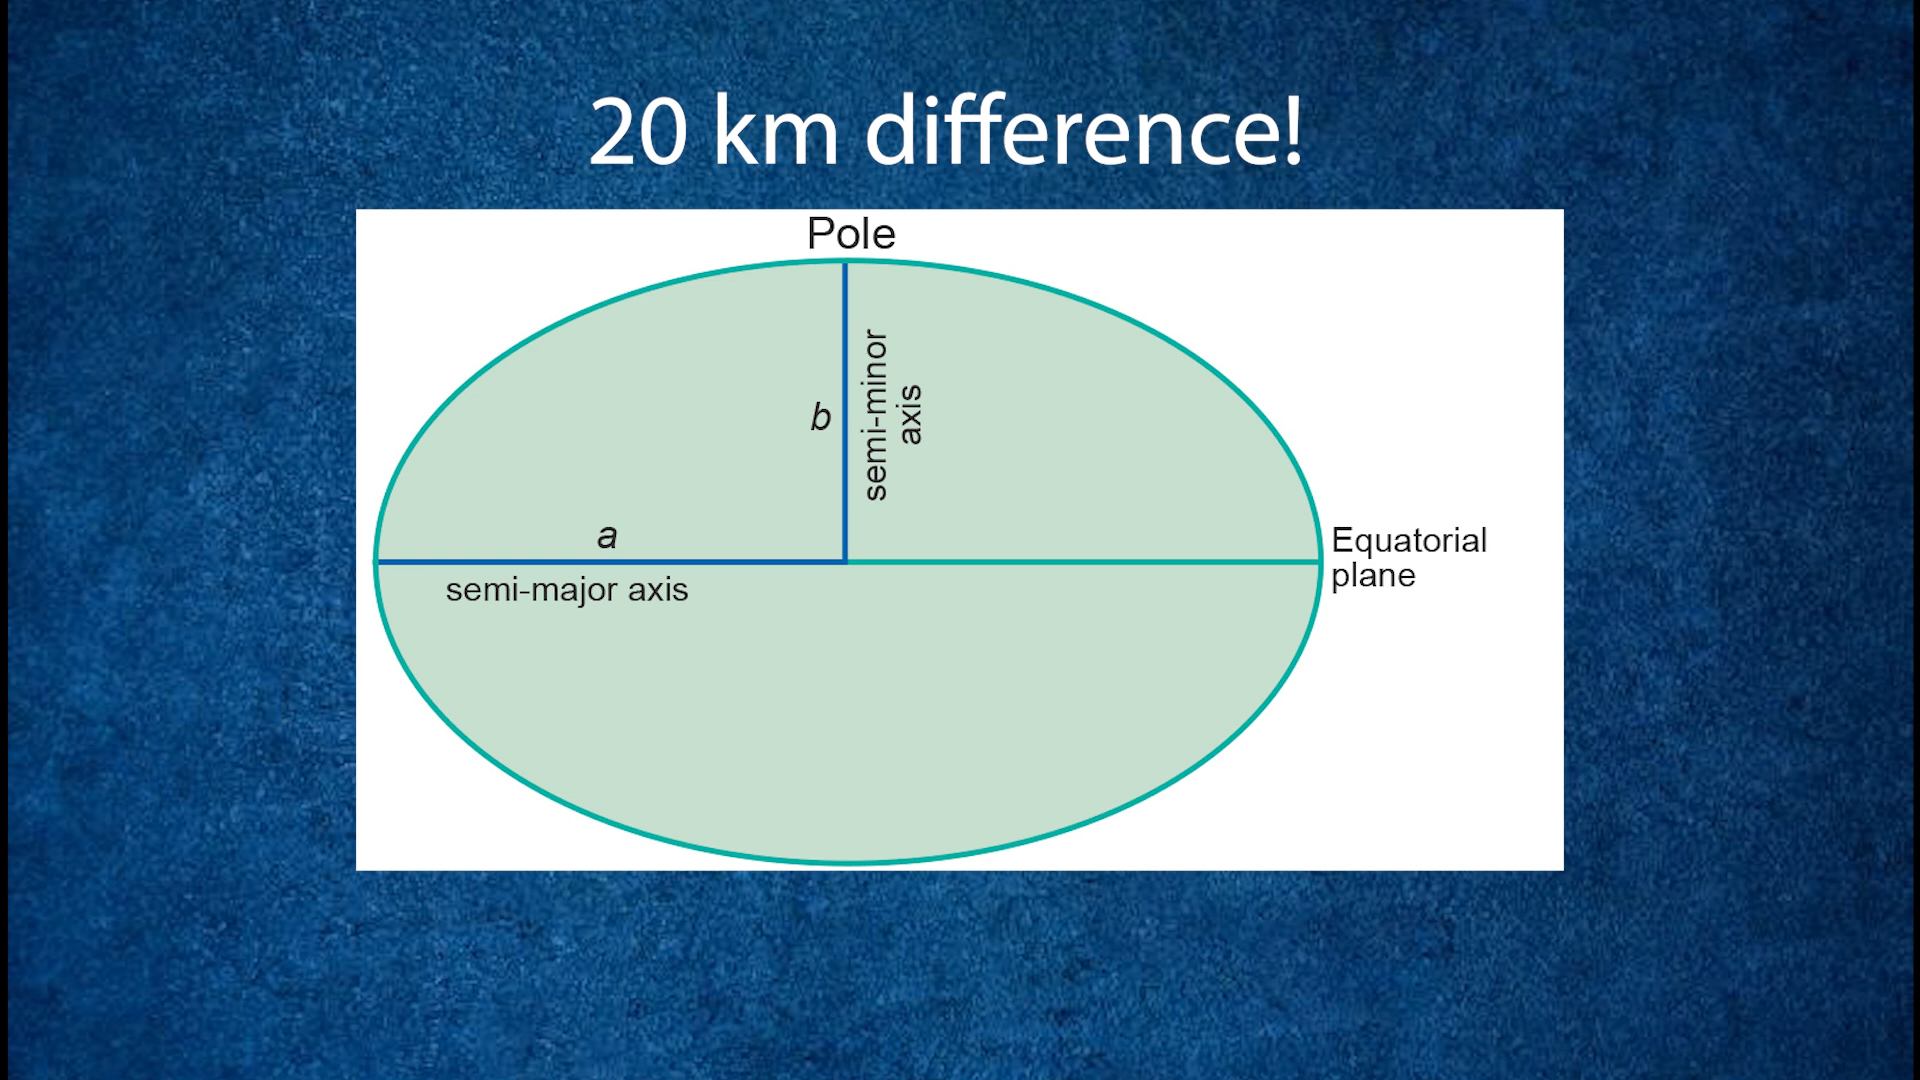 20 km difference!
Pole
semi-minor
axis
b
a
semi-major axis
Equatorial
plane